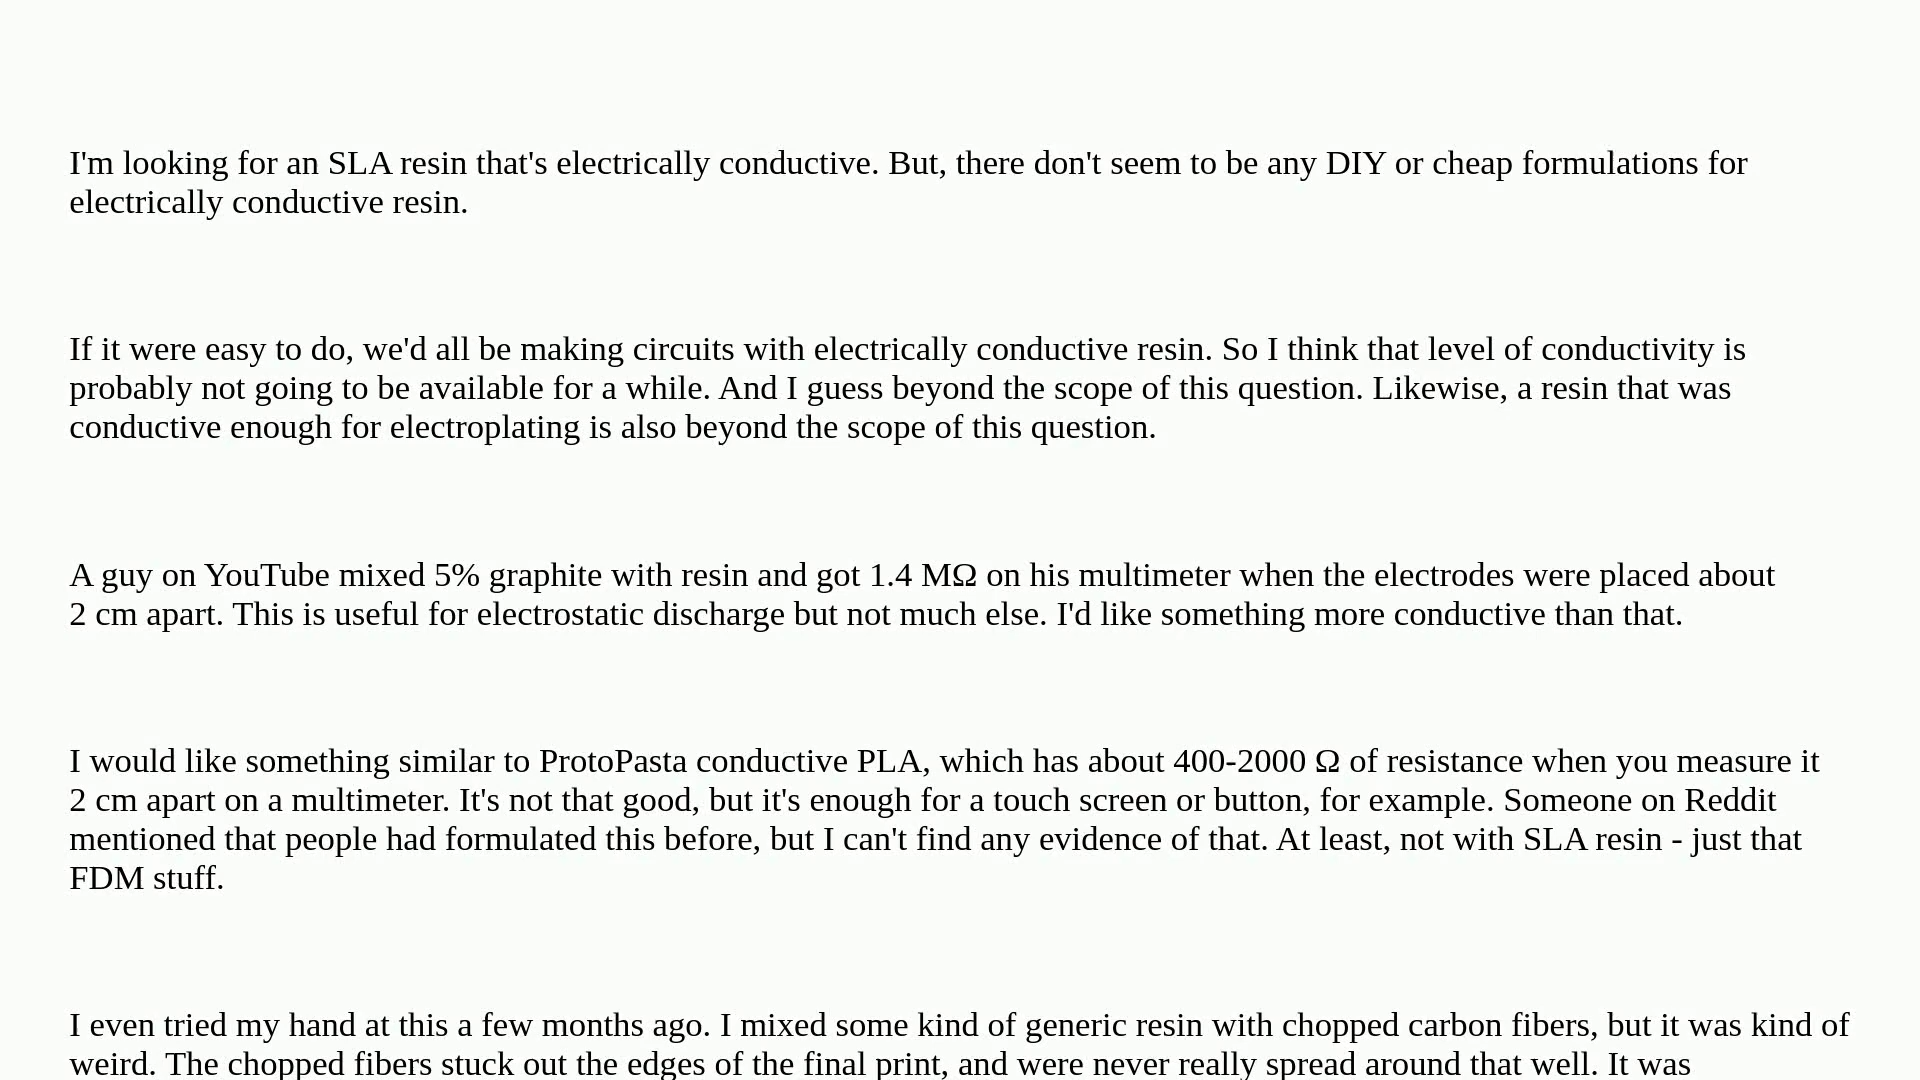 I'm looking for an SLA resin that's electrically conductive. But, there don't seem to be any DIY or cheap formulations for
electrically conductive resin.
If it were easy to do, we'd all be making circuits with electrically conductive resin. So I think that level of conductivity is
probably not going to be available for a while. And I guess beyond the scope of this question. Likewise, a resin that was
conductive enough for electroplating is also beyond the scope of this question.
A guy on YouTube mixed 5% graphite with resin and got 1.4 MΩ on his multimeter when the electrodes were placed about
2 cm apart. This is useful for electrostatic discharge but not much else. I'd like something more conductive than that.
I would like something similar to ProtoPasta conductive PLA, which has about 400-2000 Ω of resistance when you measure it
2 cm apart on a multimeter. It's not that good, but it's enough for a touch screen or button, for example. Someone on Reddit
mentioned that people had formulated this before, but I can't find any evidence of that. At least, not with SLA resin - just that
FDM stuff.
I even tried my hand at this a few months ago. I mixed some kind of generic resin with chopped carbon fibers, but it was kind of
weird. The chopped fibers stuck out the edges of the final print, and were never really spread around that well. It was